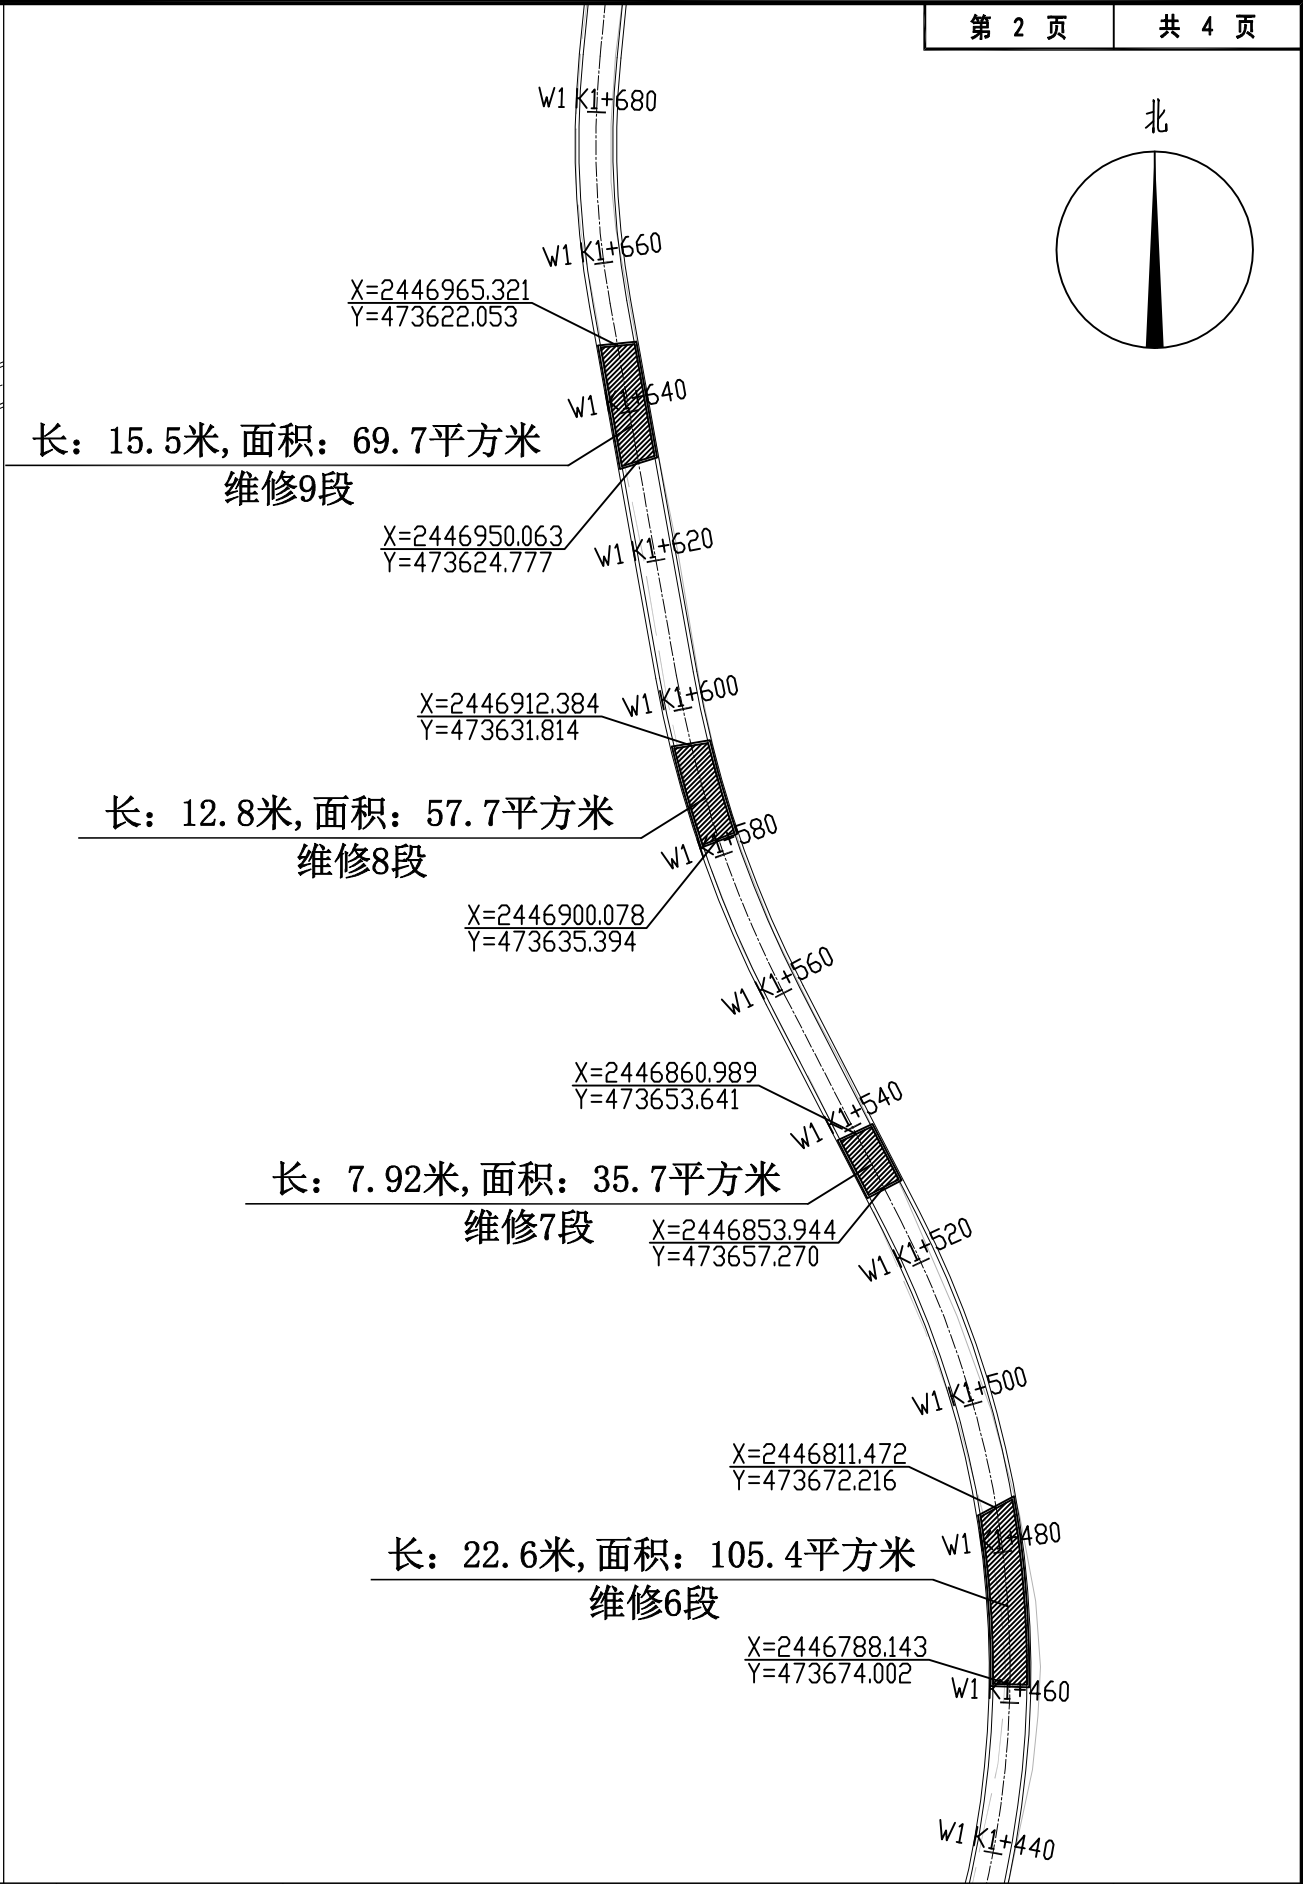 第 2 页 共 4 页
北
W1 K1+680
W1 K1+660
X=2446965.321
Y=473622.053
W1 K1+640
长：15.5米,面积：69.7平方米
维修9段
X=2446950.063
Y=473624.777
W1 K1+620
W1 K1+600
X=2446912.384
Y=473631.814
长：12.8米,面积：57.7平方米
维修8段
W1 K1+580
X=2446900.078
Y=473635.394
W1 K1+560
X=2446860.989
Y=473653.641
W1 K1+540
长：7.92米,面积：35.7平方米
维修7段
X=2446853.944
Y=473657.270
W1 K1+520
W1 K1+500
X=2446811.472
Y=473672.216
W1 K1+480
长：22.6米,面积：105.4平方米
维修6段
X=2446788.143
Y=473674.002
W1 K1+460
W1 K1+440